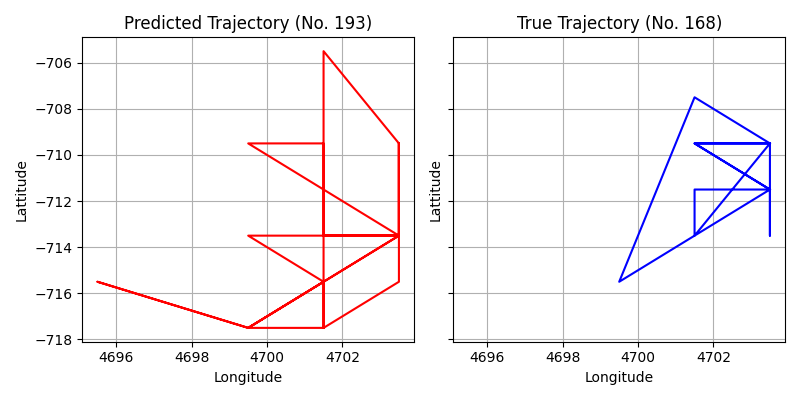 Predicted Trajectory (No. 193)
True Trajectory (No. 168)
−706
−708
−710
−712
−714
−716
−718
Lattitude
Lattitude
4696 4698 4700 4702
4696 4698 4700 4702
Longitude
Longitude